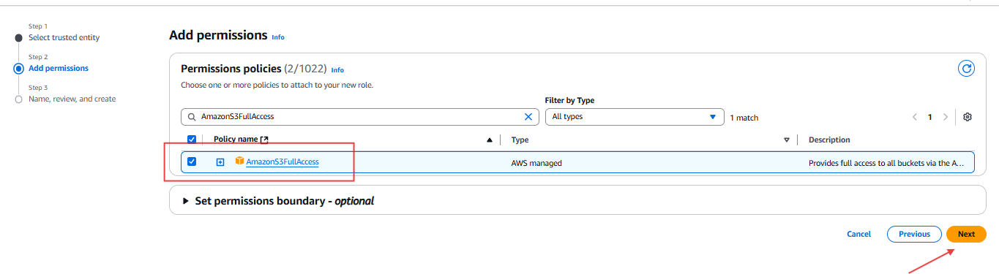 Step 1
Select trusted entity
Step 2
Add permissions
Step 3
Name, review, and create
Add permissions Info
Permissions policies (2/1022) Info
Choose one or more policies to attach to your new role.
Filter by Type
AmazonS3FullAccess
All types
1 match
1
Policy name
Type
Description
AmazonS3FullAccess
AWS managed
Provides full access to all buckets via the A...
Set permissions boundary - optional
Cancel
Previous
Next